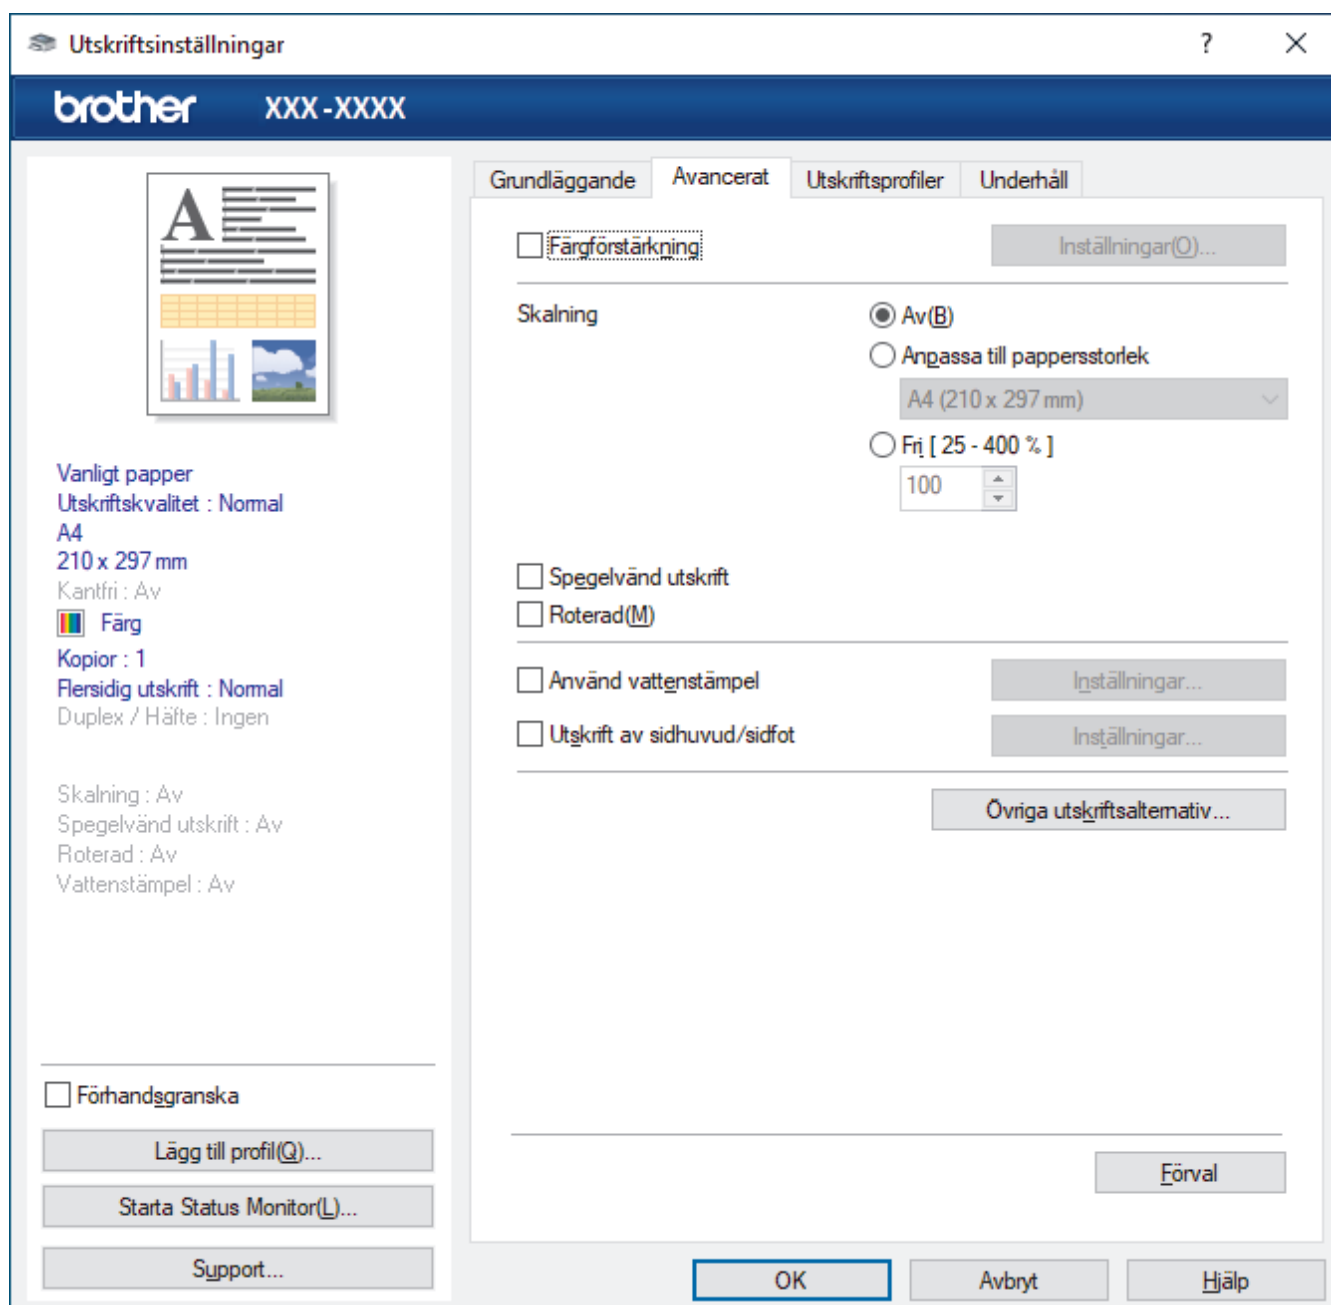 Utskriftsinställningar ?
brother XXX-XXXX
Grundläggande Avancerat Utskriftsprofiler Underhåll
A
Vanligt papper
Utskriftskvalitet : Normal
A4
210 x 297 mm
Kantfri : Av
Färg
Kopior : 1
Flersidig utskrift : Normal
Duplex / Häfte : Ingen
Skalning : Av
Spegelvänd utskrift : Av
Roterad : Av
Vattenstämpel : Av
Förhandsgranska
Lägg till profil(Q)...
Starta Status Monitor(L)...
Support...
Färgförstärkning Inställningar(O)...
Skalning Av(B)
Anpassa till pappersstorlek
A4 (210 x 297 mm)
Fri [ 25 - 400 % ]
100
Spegelvänd utskrift
Roterad(M)
Använd vattenstämpel Inställningar...
Utskrift av sidhuvud/sidfot Inställningar...
Övriga utskriftsalternativ...
Förval
OK Avbryt Hjälp